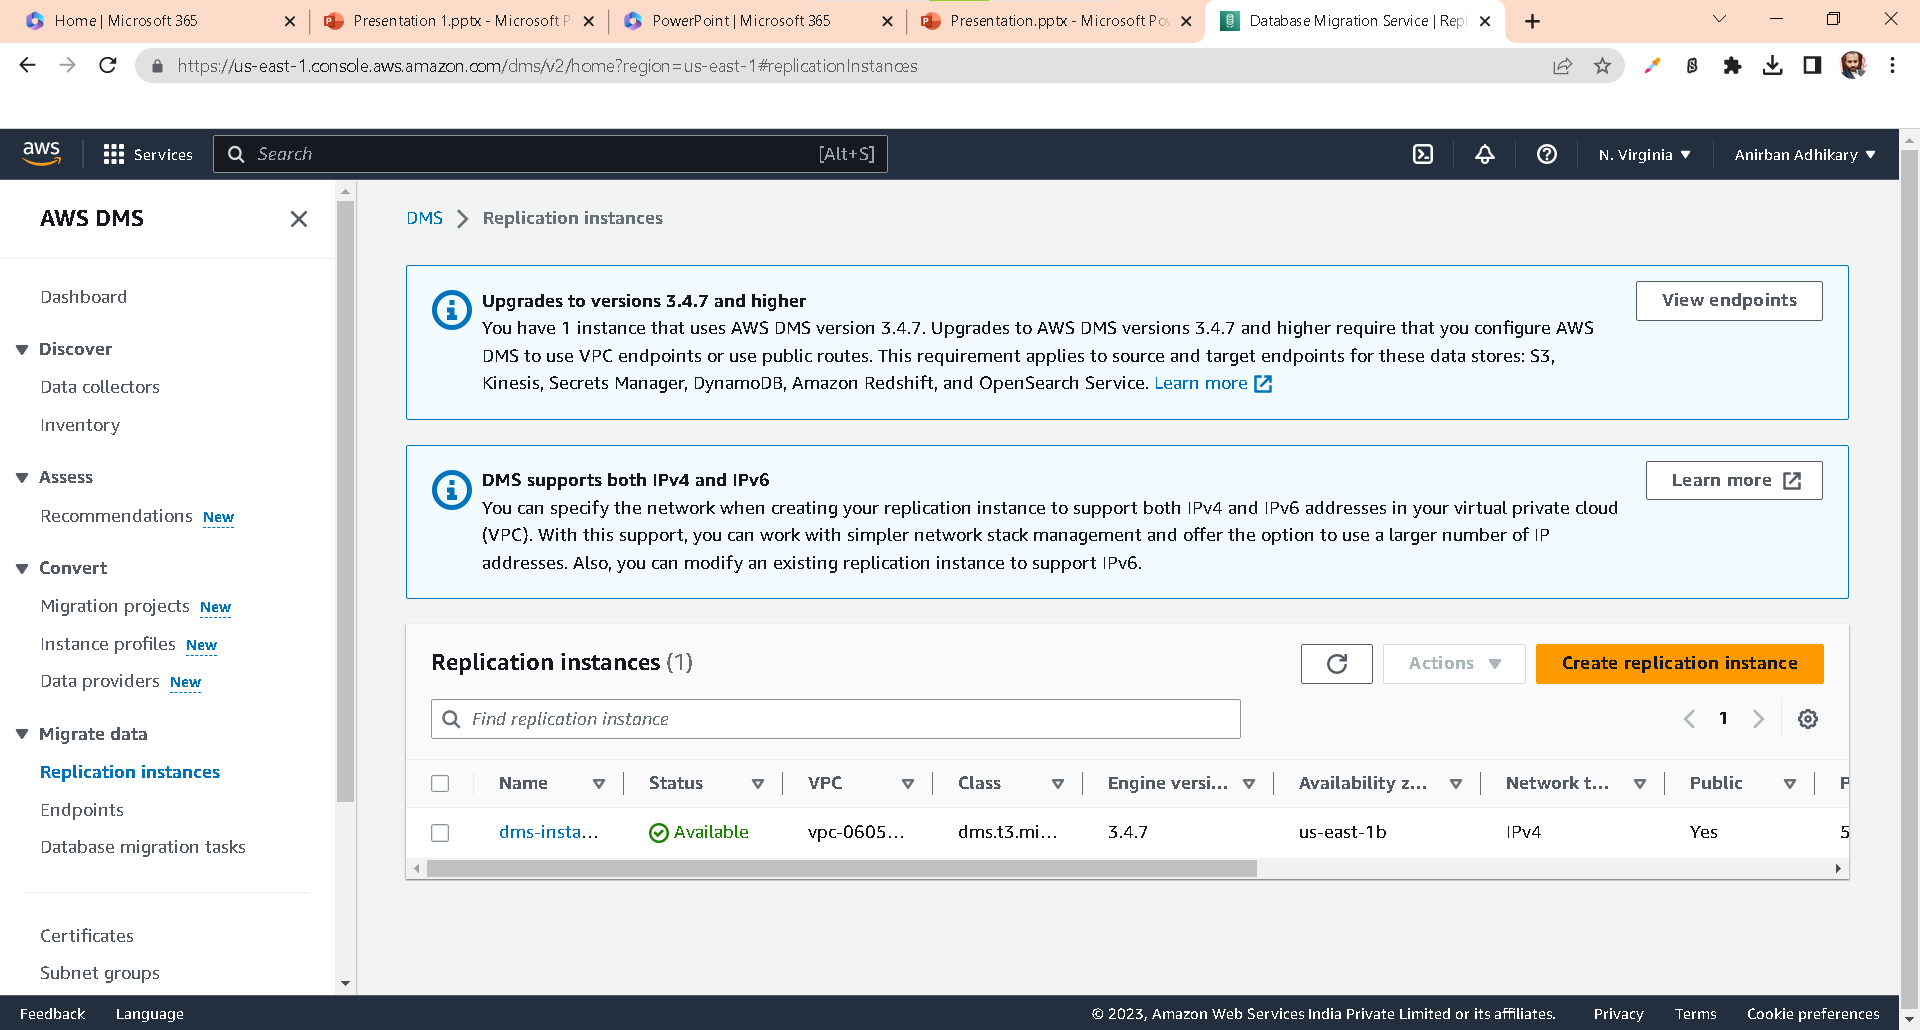 Home | Microsoft 365
Presentation 1.pptx - Microsoft P
PowerPoint | Microsoft 365
Presentation.pptx - Microsoft Po
Database Migration Service | Rep
https://us-east-1.console.aws.amazon.com/dms/v2/home?region=us-east-1#replicationInstances
aws
Services
Search
[Alt+S]
N. Virginia
Anirban Adhikary
AWS DMS
Dashboard
Discover
Data collectors
Inventory
Assess
Recommendations New
Convert
Migration projects New
Instance profiles New
Data providers New
Migrate data
Replication instances
Endpoints
Database migration tasks
Certificates
Subnet groups
DMS
Replication instances
Upgrades to versions 3.4.7 and higher
You have 1 instance that uses AWS DMS version 3.4.7. Upgrades to AWS DMS versions 3.4.7 and higher require that you configure AWS
DMS to use VPC endpoints or use public routes. This requirement applies to source and target endpoints for these data stores: S3,
Kinesis, Secrets Manager, DynamoDB, Amazon Redshift, and OpenSearch Service. Learn more
View endpoints
DMS supports both IPv4 and IPv6
You can specify the network when creating your replication instance to support both IPv4 and IPv6 addresses in your virtual private cloud
(VPC). With this support, you can work with simpler network stack management and offer the option to use a larger number of IP
addresses. Also, you can modify an existing replication instance to support IPv6.
Learn more
Replication instances (1)
Actions
Create replication instance
Find replication instance
1
Name Status VPC Class Engine versi... Availability z... Network t... Public P
dms-insta... Available vpc-0605... dms.t3.mi... 3.4.7 us-east-1b IPv4 Yes 5
Feedback Language
© 2023, Amazon Web Services India Private Limited or its affiliates. Privacy Terms Cookie preferences